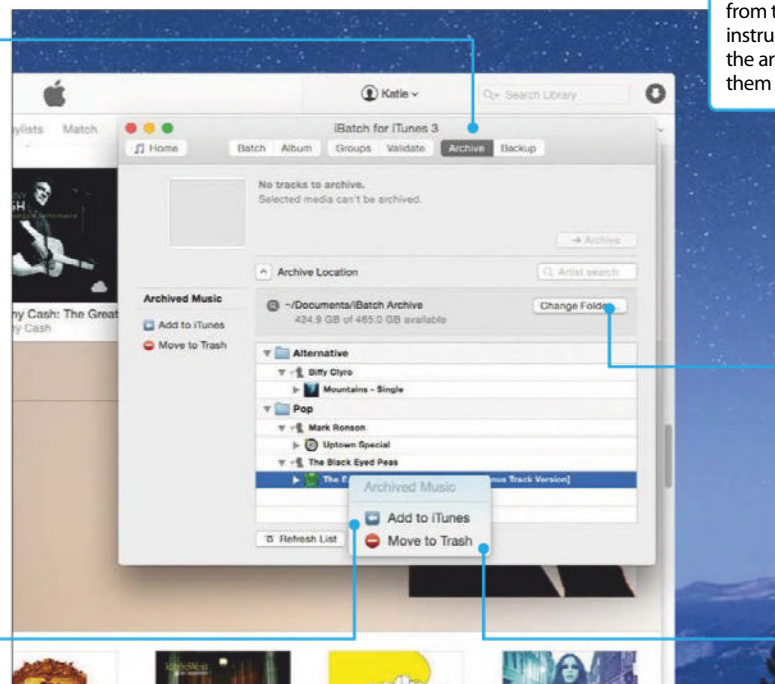 from t
instru
the ar
them
Katie
Search Library
ylists Match
iBatch for iTunes 3
Home Batch Album Groups Validate Archive Backup
No tracks to archive.
Selected media can't be archived.
→ Archive
Archive Location
Artist search
Archived Music
Add to iTunes
Move to Trash
~/Documents/iBatch Archive
424.9 GB of 465.0 GB available
Change Folder...
ny Cash: The Great
y Cash
Alternative
Biffy Clyro
Mountains - Single
Pop
Mark Ronson
Uptown Special
The Black Eyed Peas
The E nus Track Version]
Archived Music
Add to iTunes
Move to Trash
Refresh List